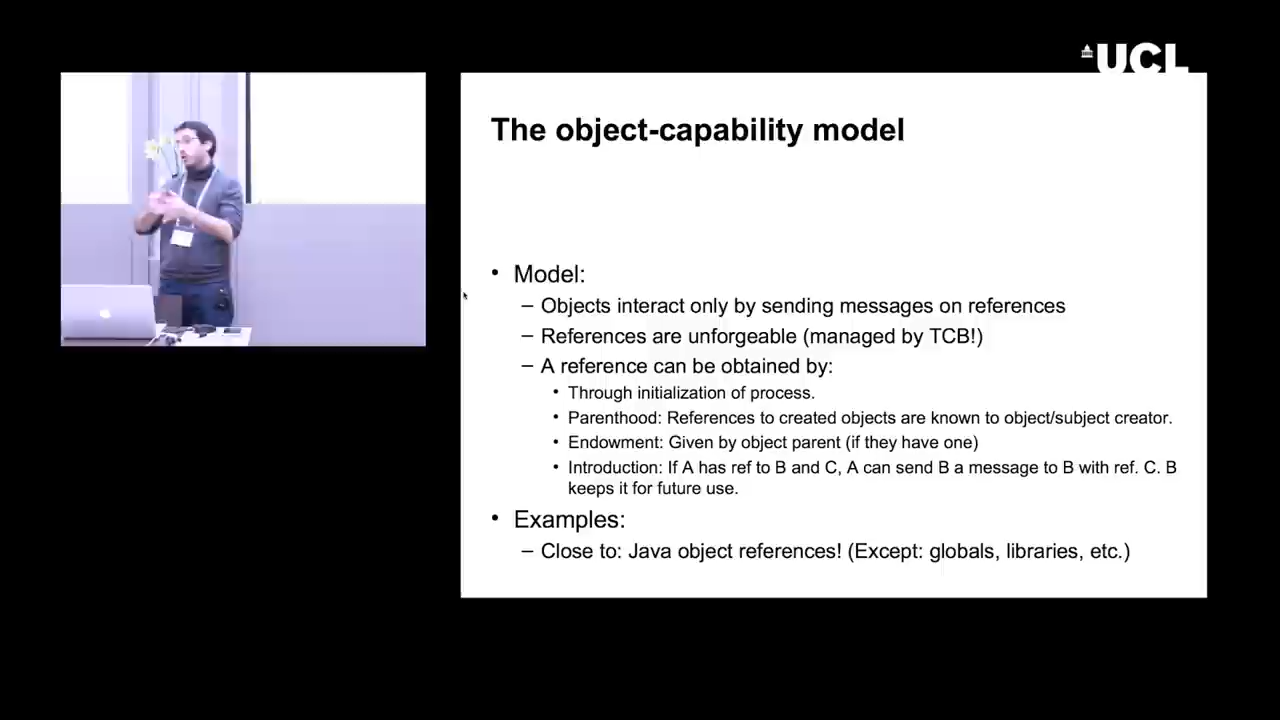 UCL
The object-capability model
• Model:
– Objects interact only by sending messages on references
– References are unforgeable (managed by TCB!)
– A reference can be obtained by:
• Through initialization of process.
• Parenthood: References to created objects are known to object/subject creator.
• Endowment: Given by object parent (if they have one)
• Introduction: If A has ref to B and C, A can send B a message to B with ref. C. B
keeps it for future use.
• Examples:
– Close to: Java object references! (Except: globals, libraries, etc.)